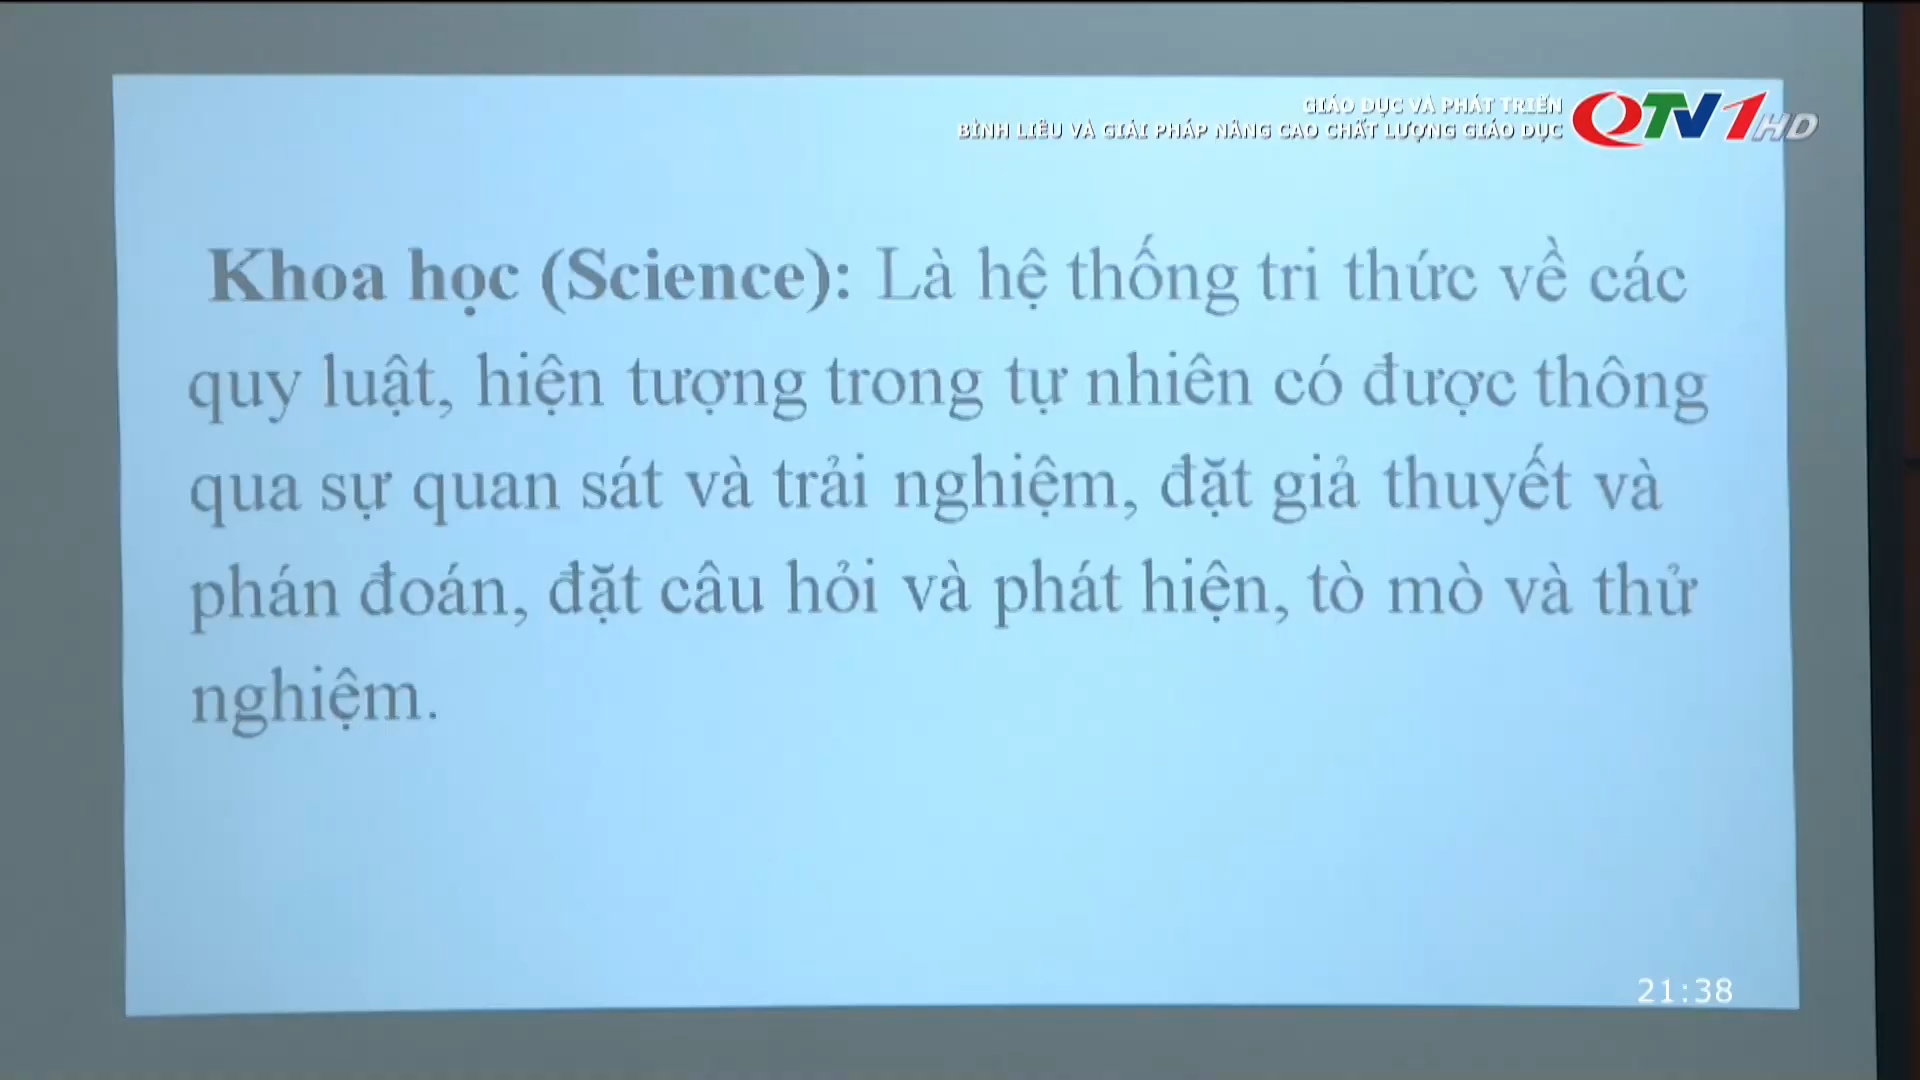 GIÁO DỤC VÀ PHÁT TRIỂN
BÌNH LIÊU VÀ GIẢI PHÁP NÂNG CAO CHẤT LƯỢNG GIÁO DỤC
QTV1HD
Khoa học (Science): Là hệ thống tri thức về các
quy luật, hiện tượng trong tự nhiên có được thông
qua sự quan sát và trải nghiệm, đặt giả thuyết và
phán đoán, đặt câu hỏi và phát hiện, tò mò và thử
nghiệm.
21:38